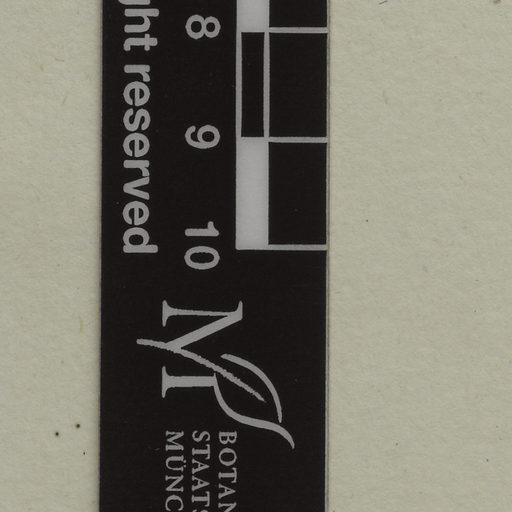 8 9 10
ght reserved
M
BOTAN
STAATS
MÜNC